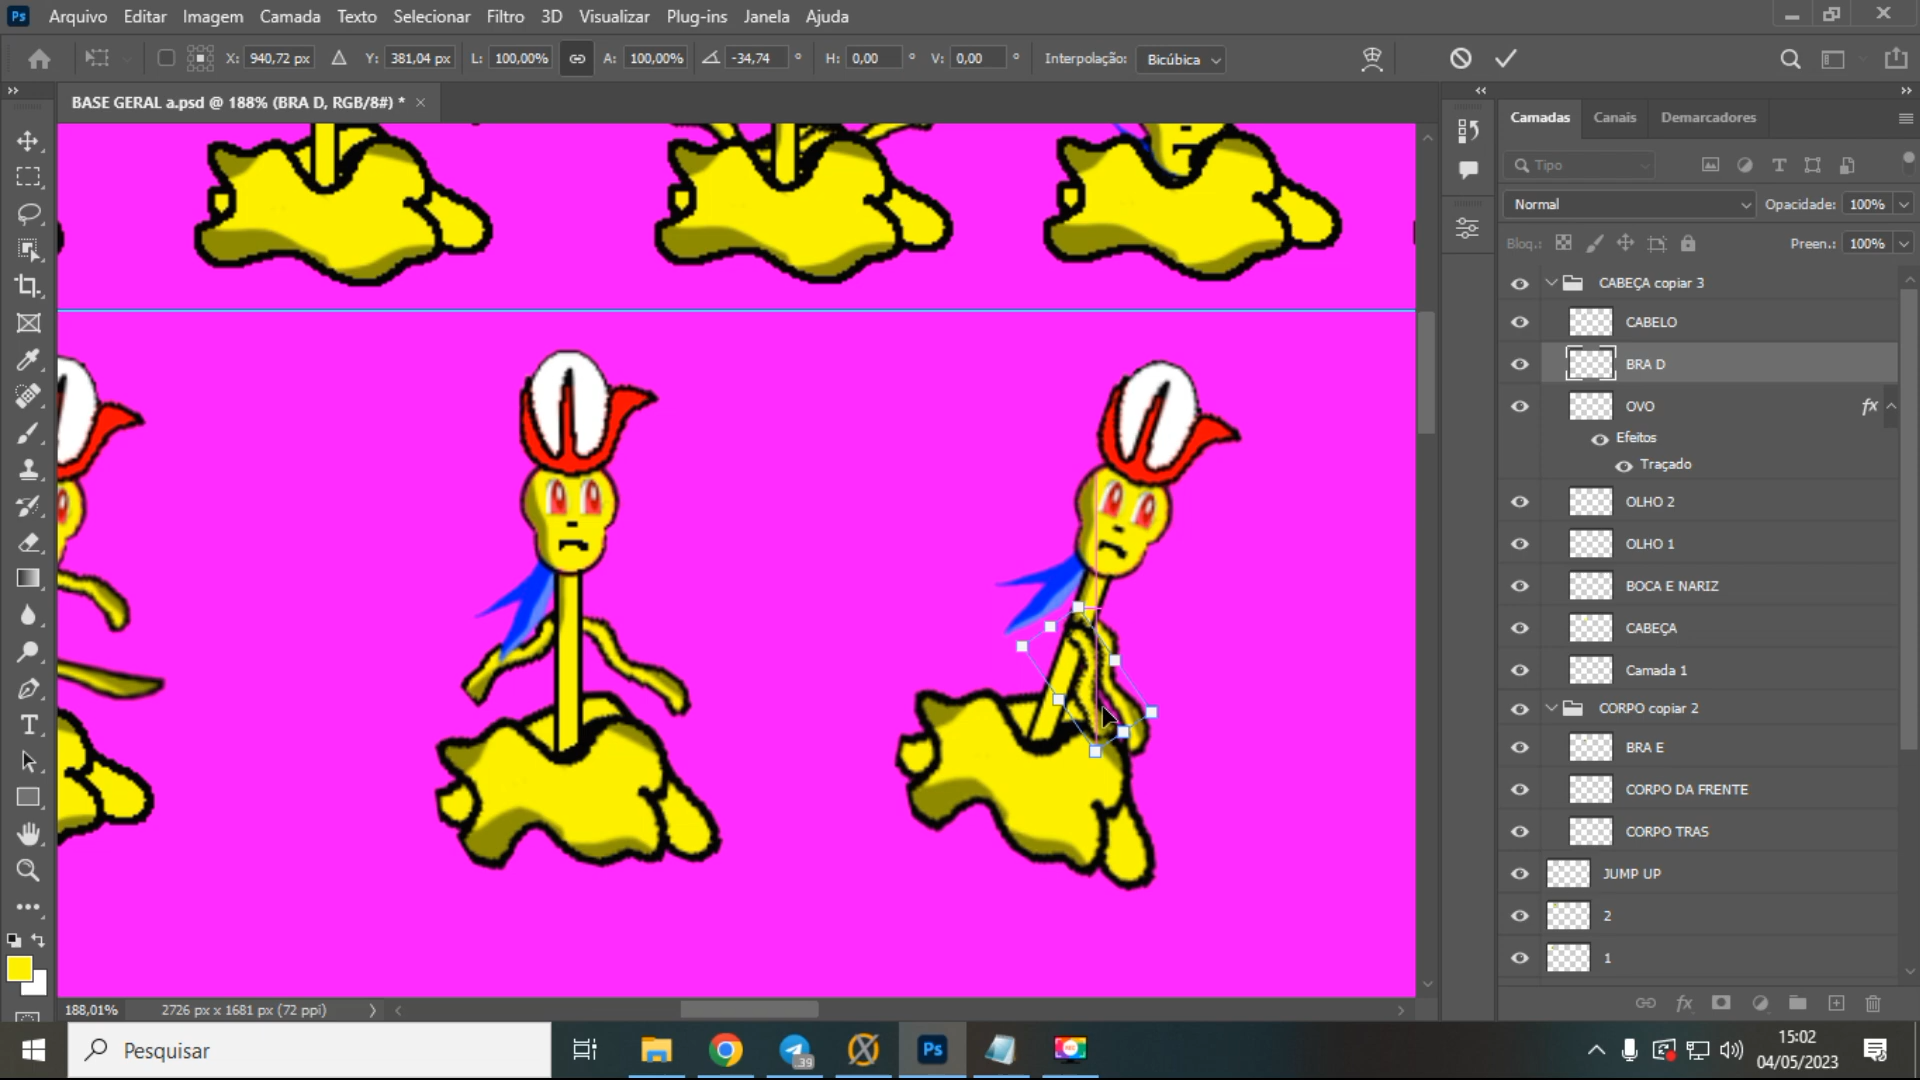 Ps Arquivo Editar Imagem Camada Texto Selecionar Filtro 3D Visualizar Plug-ins Janela Ajuda
X: 940,72 px Y: 381,04 px L: 100,00% A: 100,00% -34,74 ° H: 0,00 ° V: 0,00 ° Interpolação: Bicúbica
BASE GERAL a.psd @ 188% (BRA D, RGB/8#) * ×
Camadas Canais Demarcadores
Tipo
Normal Opacidade: 100%
Bloq.: Preen.: 100%
CABEÇA copiar 3
CABELO
BRA D
OVO fx
Efeitos
Traçado
OLHO 2
OLHO 1
BOCA E NARIZ
CABEÇA
Camada 1
CORPO copiar 2
BRA E
CORPO DA FRENTE
CORPO TRAS
JUMP UP
2
1
188,01% 2726 px x 1681 px (72 ppi)
fx
Pesquisar
39
Ps
15:02
04/05/2023